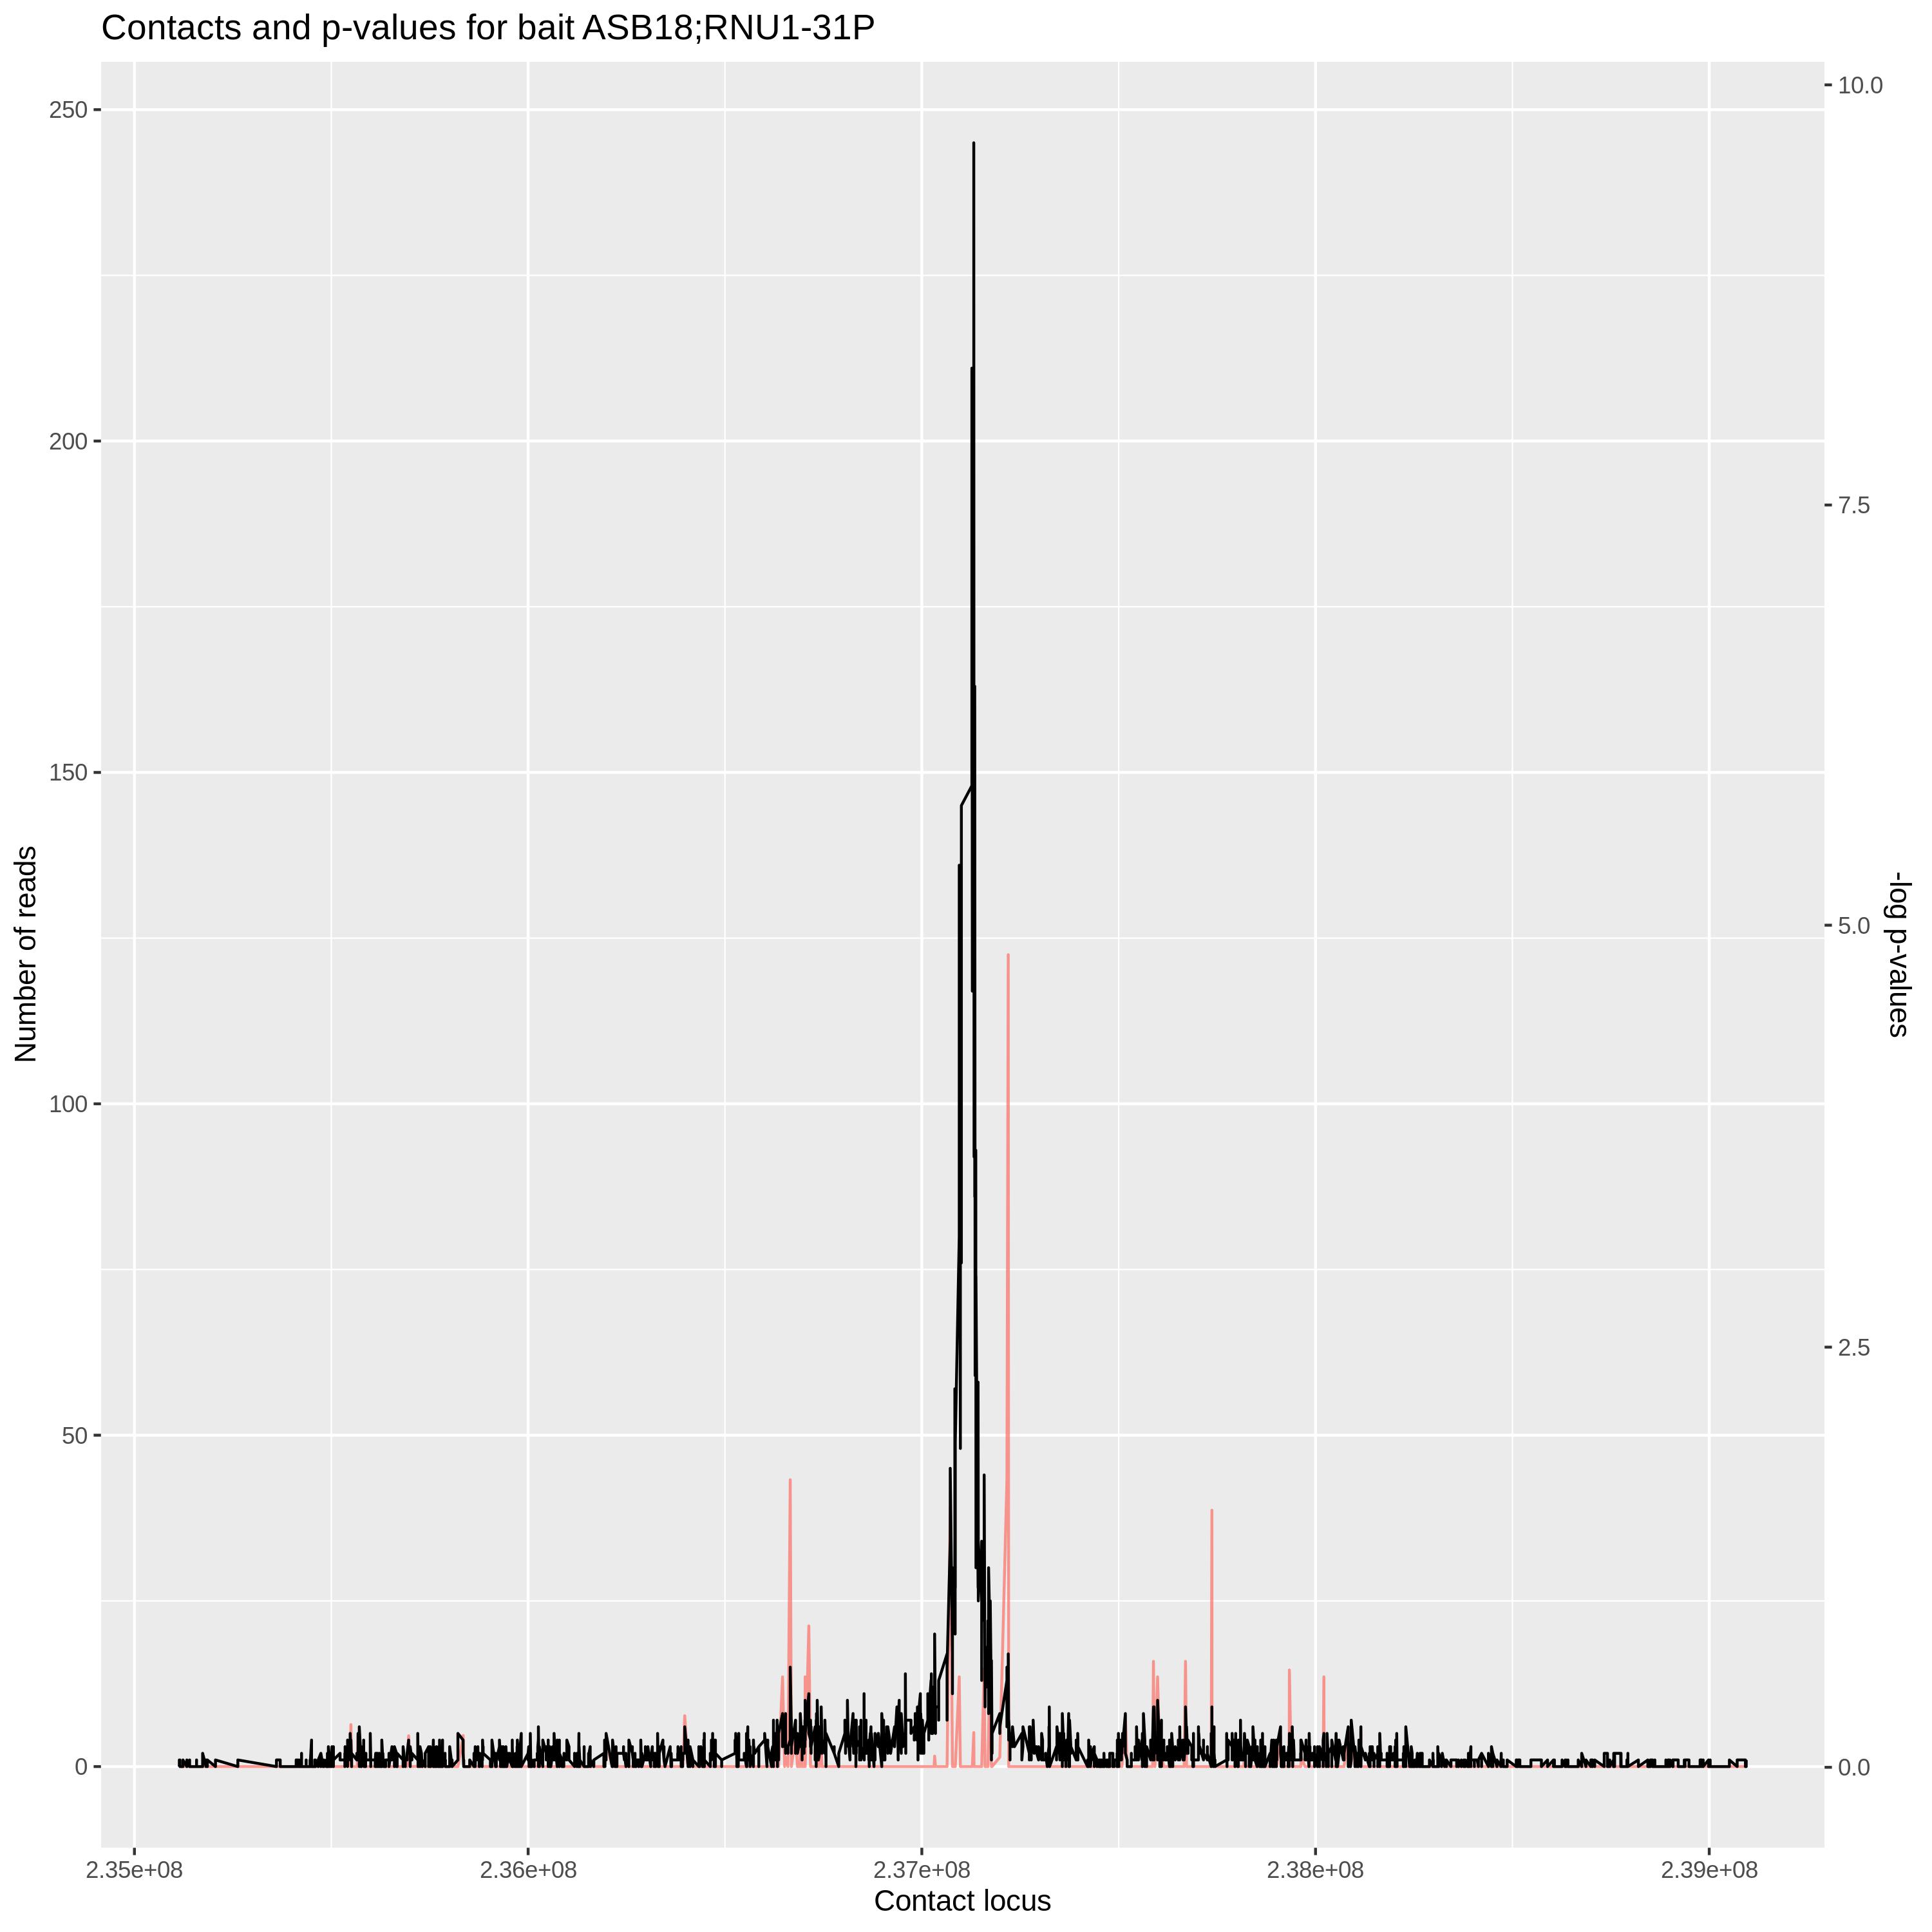 Contacts and p-values for bait ASB18;RNU1-31P
250
200
150
100
50
0
Number of reads
10.0
7.5
5.0
2.5
0.0
-log p-values
2.35e+08
2.36e+08
2.37e+08
2.38e+08
2.39e+08
Contact locus